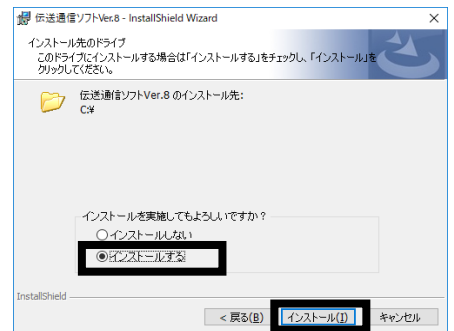 伝送通信ソフトVer.8 - InstallShield Wizard
インストール先のドライブ
このドライブにインストールする場合は「インストールする」をチェックし、「インストール」を
クリックしてください。
伝送通信ソフトVer.8 のインストール先:
C:¥
インストールを実施してもよろしいですか？
インストールしない
インストールする
InstallShield
< 戻る(B)
インストール(I)
キャンセル